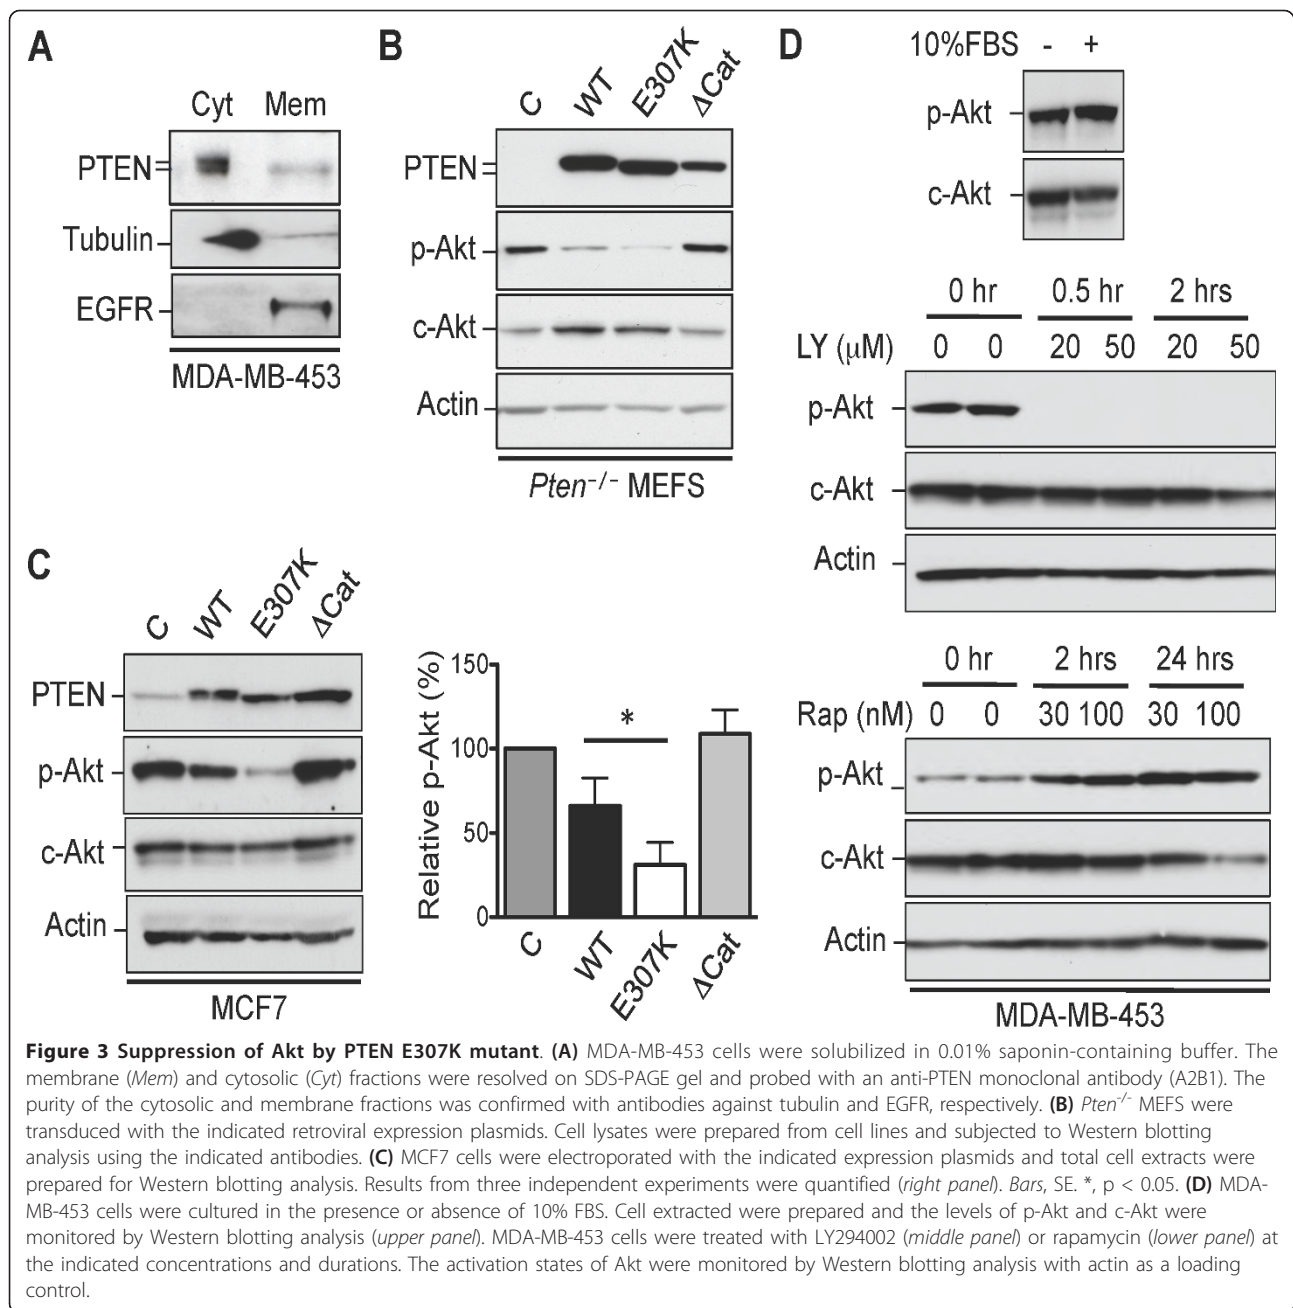 A
Cyt Mem
PTEN
Tubulin
EGFR
MDA-MB-453
B
C WT E307K ΔCat
PTEN
p-Akt
c-Akt
Actin
Pten-/- MEFS
C
C WT E307K ΔCat
PTEN
p-Akt
c-Akt
Actin
MCF7
Relative p-Akt (%)
150
100
50
0
*
C WT E307K ΔCat
D
10%FBS - +
p-Akt
c-Akt
0 hr 0.5 hr 2 hrs
LY (μM) 0 0 20 50 20 50
p-Akt
c-Akt
Actin
0 hr 2 hrs 24 hrs
Rap (nM) 0 0 30 100 30 100
p-Akt
c-Akt
Actin
MDA-MB-453
Figure 3 Suppression of Akt by PTEN E307K mutant. (A) MDA-MB-453 cells were solubilized in 0.01% saponin-containing buffer. The
membrane (Mem) and cytosolic (Cyt) fractions were resolved on SDS-PAGE gel and probed with an anti-PTEN monoclonal antibody (A2B1). The
purity of the cytosolic and membrane fractions was confirmed with antibodies against tubulin and EGFR, respectively. (B) Pten-/- MEFS were
transduced with the indicated retroviral expression plasmids. Cell lysates were prepared from cell lines and subjected to Western blotting
analysis using the indicated antibodies. (C) MCF7 cells were electroporated with the indicated expression plasmids and total cell extracts were
prepared for Western blotting analysis. Results from three independent experiments were quantified (right panel). Bars, SE. *, p < 0.05. (D) MDA-
MB-453 cells were cultured in the presence or absence of 10% FBS. Cell extracted were prepared and the levels of p-Akt and c-Akt were
monitored by Western blotting analysis (upper panel). MDA-MB-453 cells were treated with LY294002 (middle panel) or rapamycin (lower panel) at
the indicated concentrations and durations. The activation states of Akt were monitored by Western blotting analysis with actin as a loading
control.